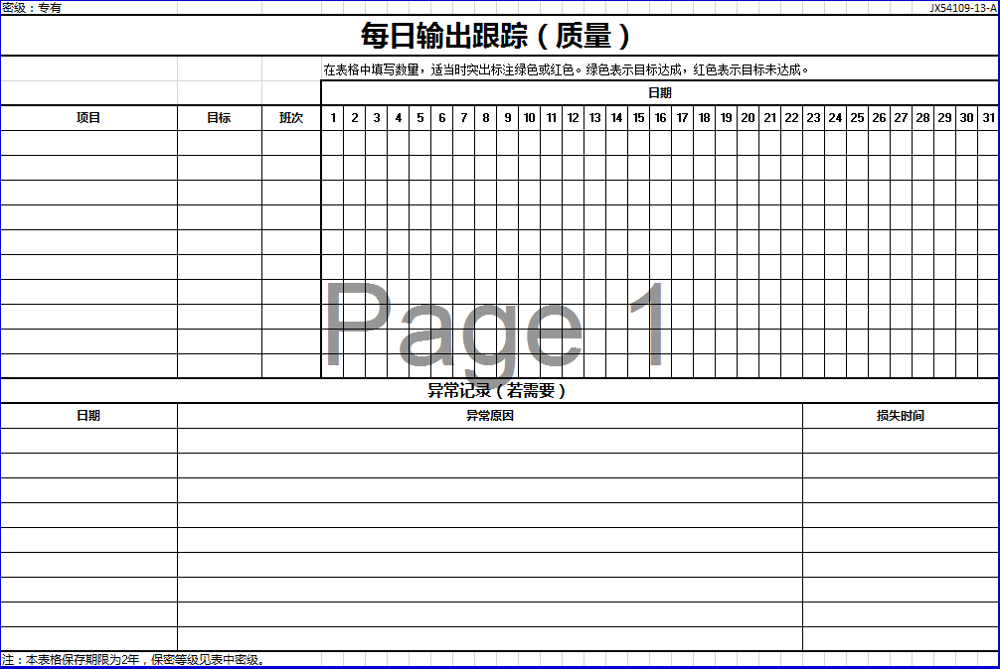 密级：专有 JX54109-13-A
每日输出跟踪（质量）
在表格中填写数量，适当时突出标注绿色或红色。绿色表示目标达成，红色表示目标未达成。
日期
项目 目标 班次 1 2 3 4 5 6 7 8 9 10 11 12 13 14 15 16 17 18 19 20 21 22 23 24 25 26 27 28 29 30 31
Page 1
异常记录（若需要）
日期 异常原因 损失时间
注：本表格保存期限为2年，保密等级见表中密级。